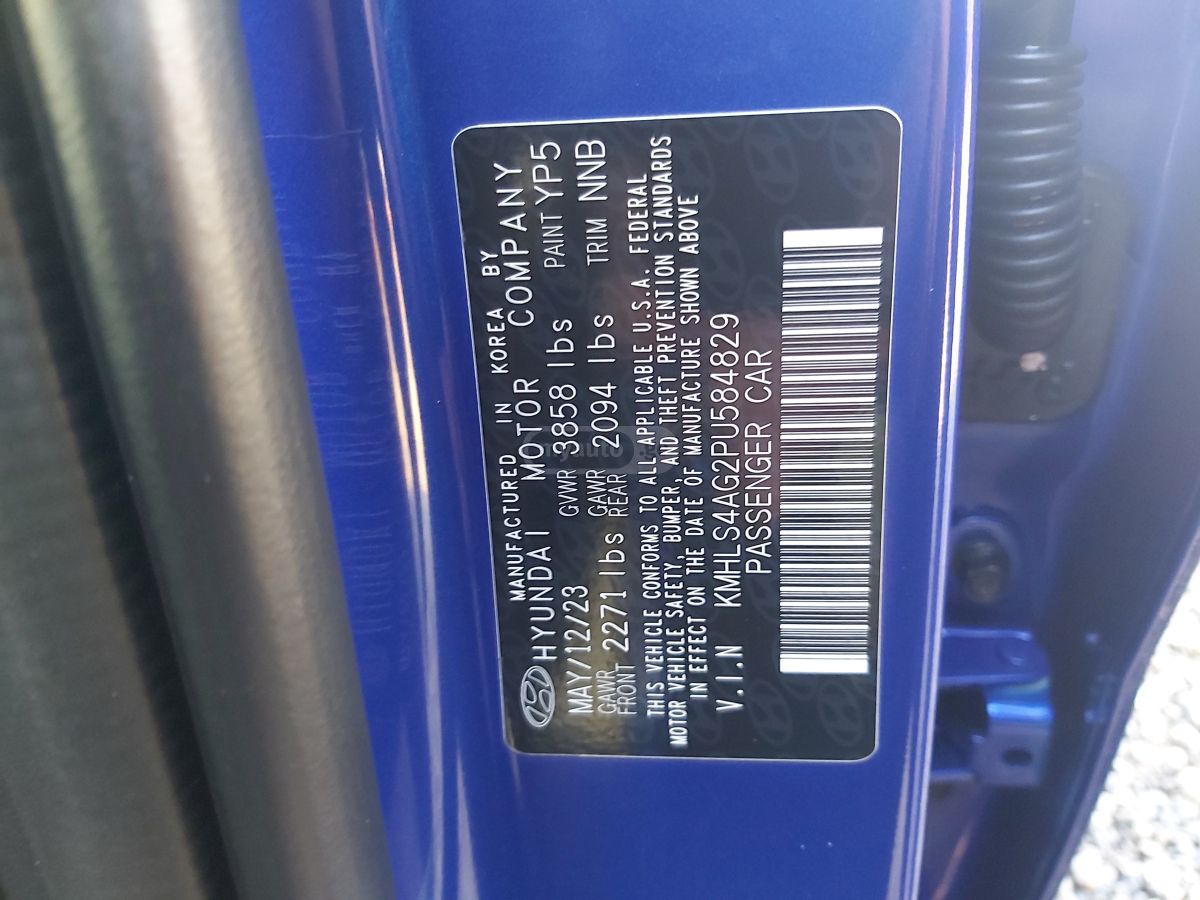 MANUFACTURED IN KOREA BY
HYUNDAI MOTOR COMPANY
MAY/12/23 GVWR 3858 lbs PAINT YP5
GAWR FRONT 2271 lbs GAWR REAR 2094 lbs TRIM NNB
THIS VEHICLE CONFORMS TO ALL APPLICABLE U.S.A. FEDERAL
MOTOR VEHICLE SAFETY, BUMPER, AND THEFT PREVENTION STANDARDS
IN EFFECT ON THE DATE OF MANUFACTURE SHOWN ABOVE
V.I.N KMHLS4AG2PU584829
PASSENGER CAR